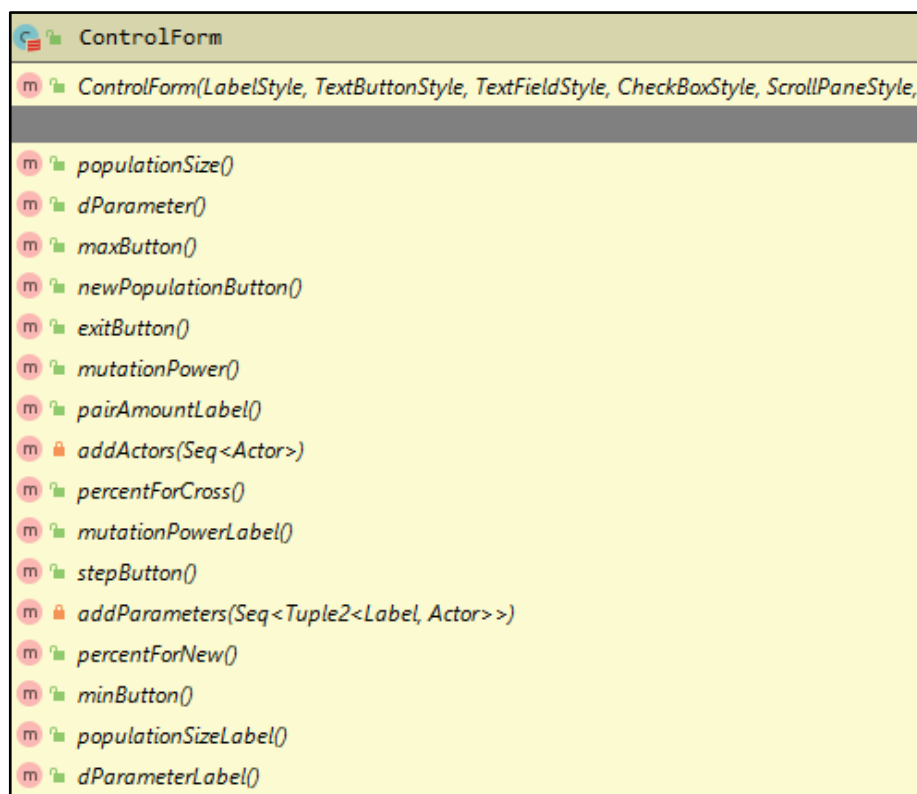 ControlForm
m ControlForm(LabelStyle, TextButtonStyle, TextFieldStyle, CheckBoxStyle, ScrollPaneStyle,
m populationSize()
m dParameter()
m maxButton()
m newPopulationButton()
m exitButton()
m mutationPower()
m pairAmountLabel()
m addActors(Seq<Actor>)
m percentForCross()
m mutationPowerLabel()
m stepButton()
m addParameters(Seq<Tuple2<Label, Actor>>)
m percentForNew()
m minButton()
m populationSizeLabel()
m dParameterLabel()